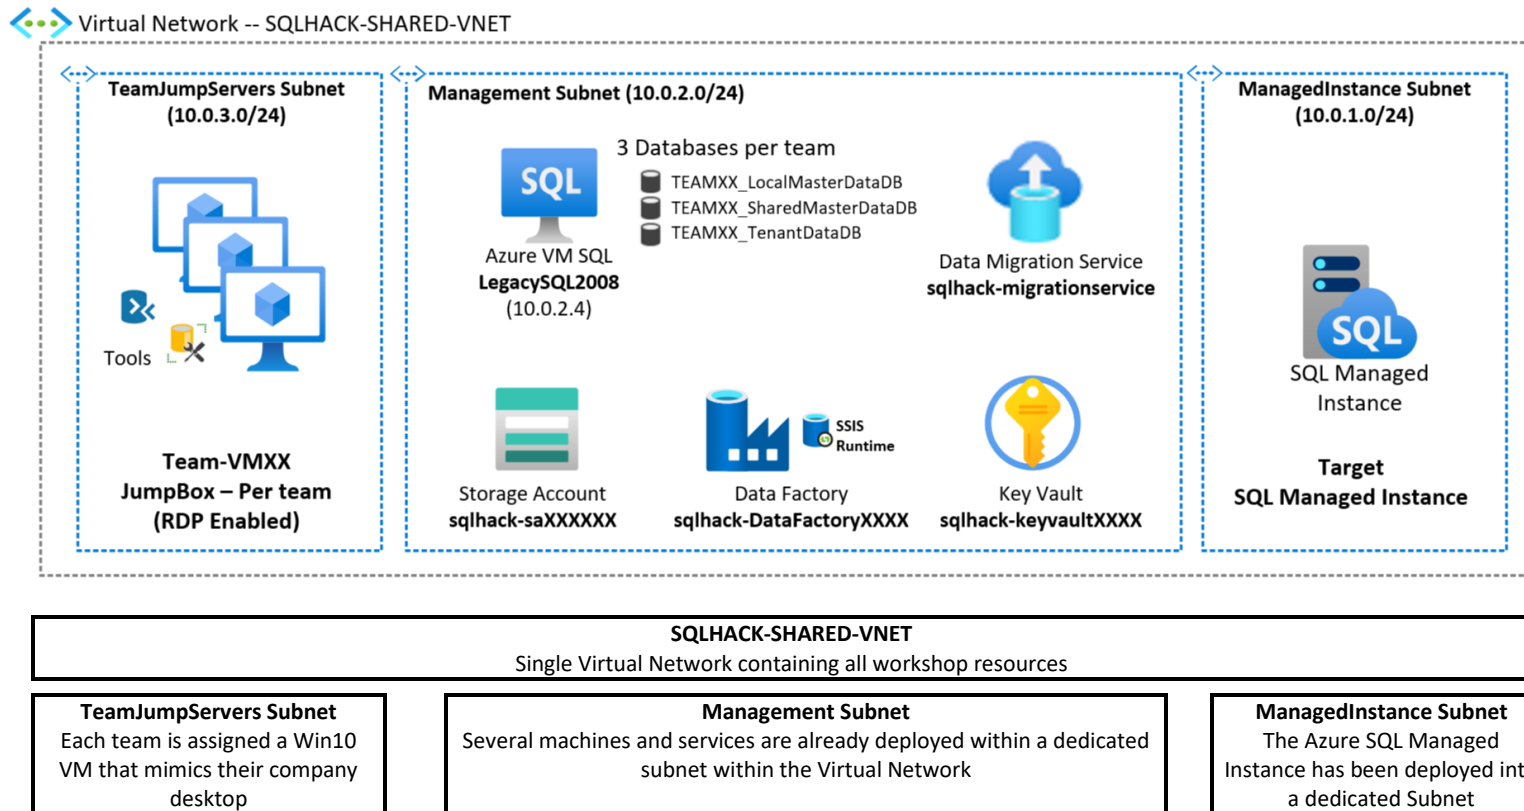 Virtual Network -- SQLHACK-SHARED-VNET
TeamJumpServers Subnet
(10.0.3.0/24)
Tools
Team-VMXX
JumpBox – Per team
(RDP Enabled)
Management Subnet (10.0.2.0/24)
SQL
Azure VM SQL
LegacySQL2008
(10.0.2.4)
3 Databases per team
TEAMXX_LocalMasterDataDB
TEAMXX_SharedMasterDataDB
TEAMXX_TenantDataDB
Data Migration Service
sqlhack-migrationservice
Storage Account
sqlhack-saXXXXXX
SSIS
Runtime
Data Factory
sqlhack-DataFactoryXXXX
Key Vault
sqlhack-keyvaultXXXX
ManagedInstance Subnet
(10.0.1.0/24)
SQL
SQL Managed
Instance
Target
SQL Managed Instance
SQLHACK-SHARED-VNET
Single Virtual Network containing all workshop resources
TeamJumpServers Subnet
Each team is assigned a Win10
VM that mimics their company
desktop
Management Subnet
Several machines and services are already deployed within a dedicated
subnet within the Virtual Network
ManagedInstance Subnet
The Azure SQL Managed
Instance has been deployed int
a dedicated Subnet